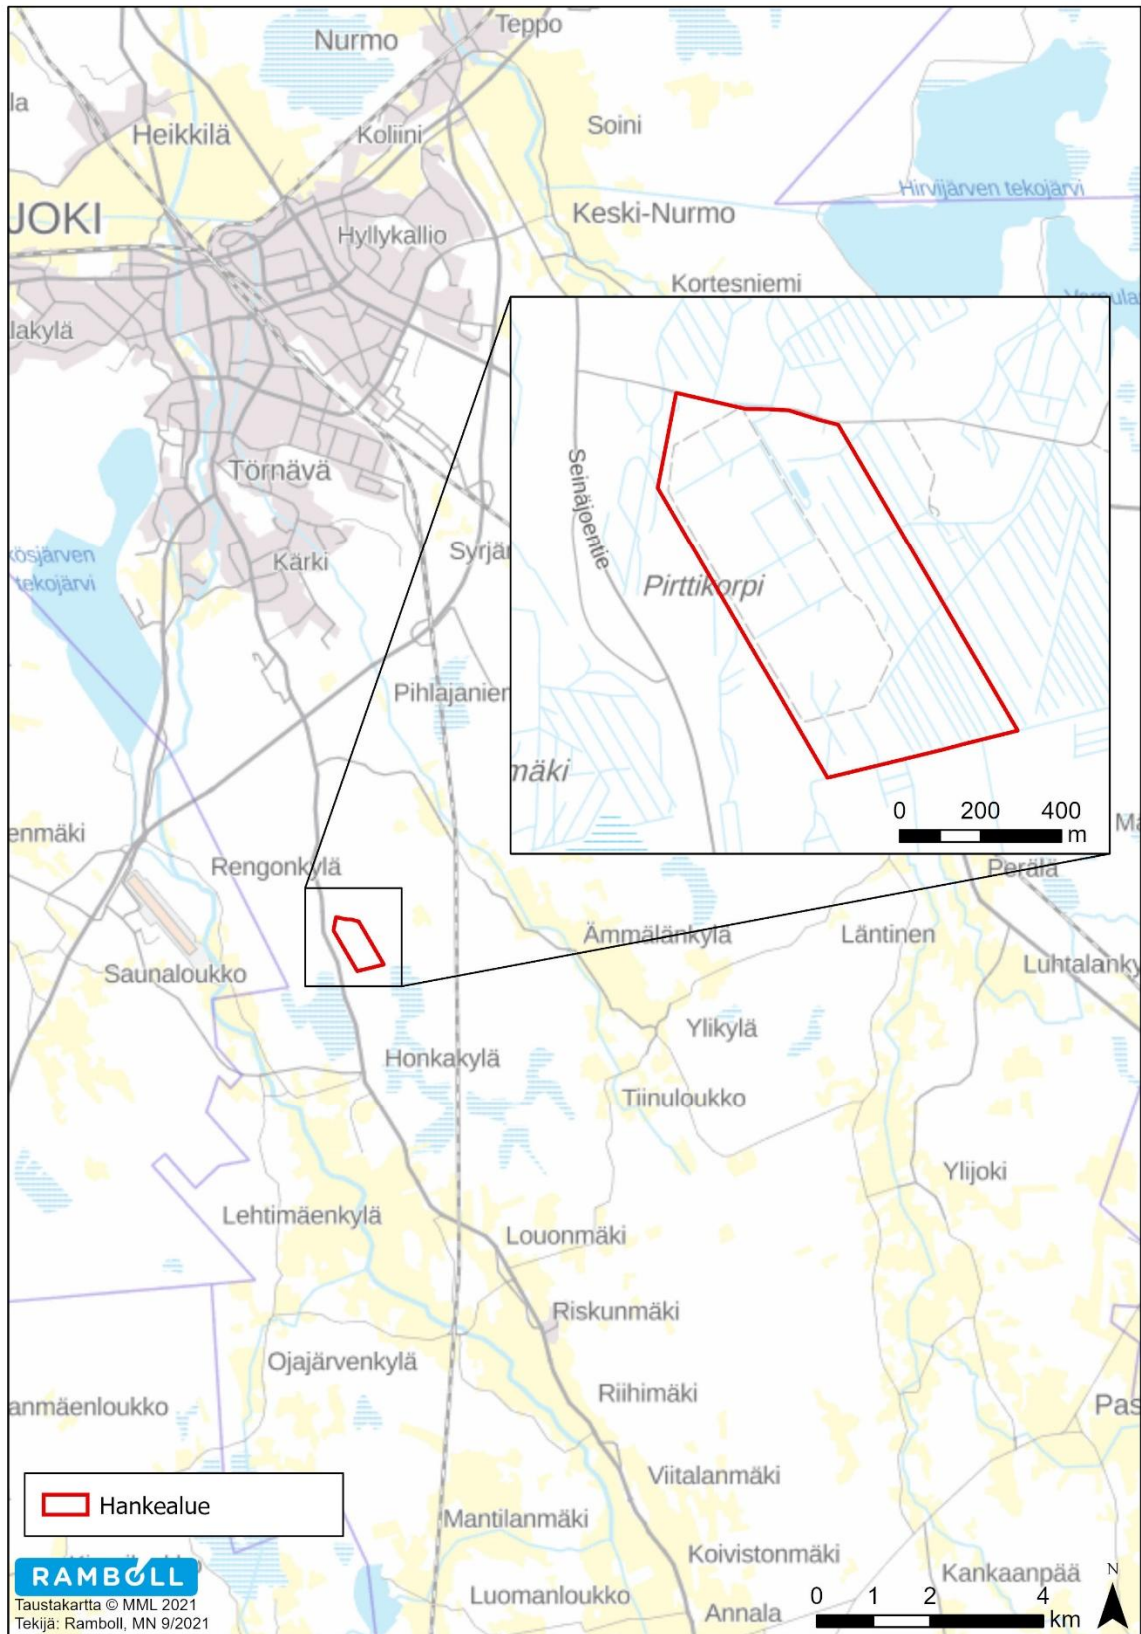 Teppo
Nurmo
la
Heikkilä
Koliini
Soini
Hirvijärven tekojärvi
JOKI
Keski-Nurmo
Hyllykallio
Kortesniemi
lakylä
Törnävä
Seinäjoentie
kösjärven
tekojärvi
Kärki
Syrjär
Pirttikorpi
Pihlajanien
mäki
0 200 400
m
enmäki
Rengonkylä
Perälä
Ämmälänkylä
Läntinen
Saunaloukko
Luhtalanky
Ylikylä
Honkakylä
Tiinuloukko
Ylijoki
Lehtimäenkylä
Louonmäki
Riskunmäki
Ojajärvenkylä
Riihimäki
anmäenloukko
Pas
Viitalanmäki
Hankealue
Mantilanmäki
Koivistonmäki
Kankaanpää
N
RAMBOLL
Luomanloukko
Annala
0 1 2 4
km
Taustakartta © MML 2021
Tekijä: Ramboll, MN 9/2021